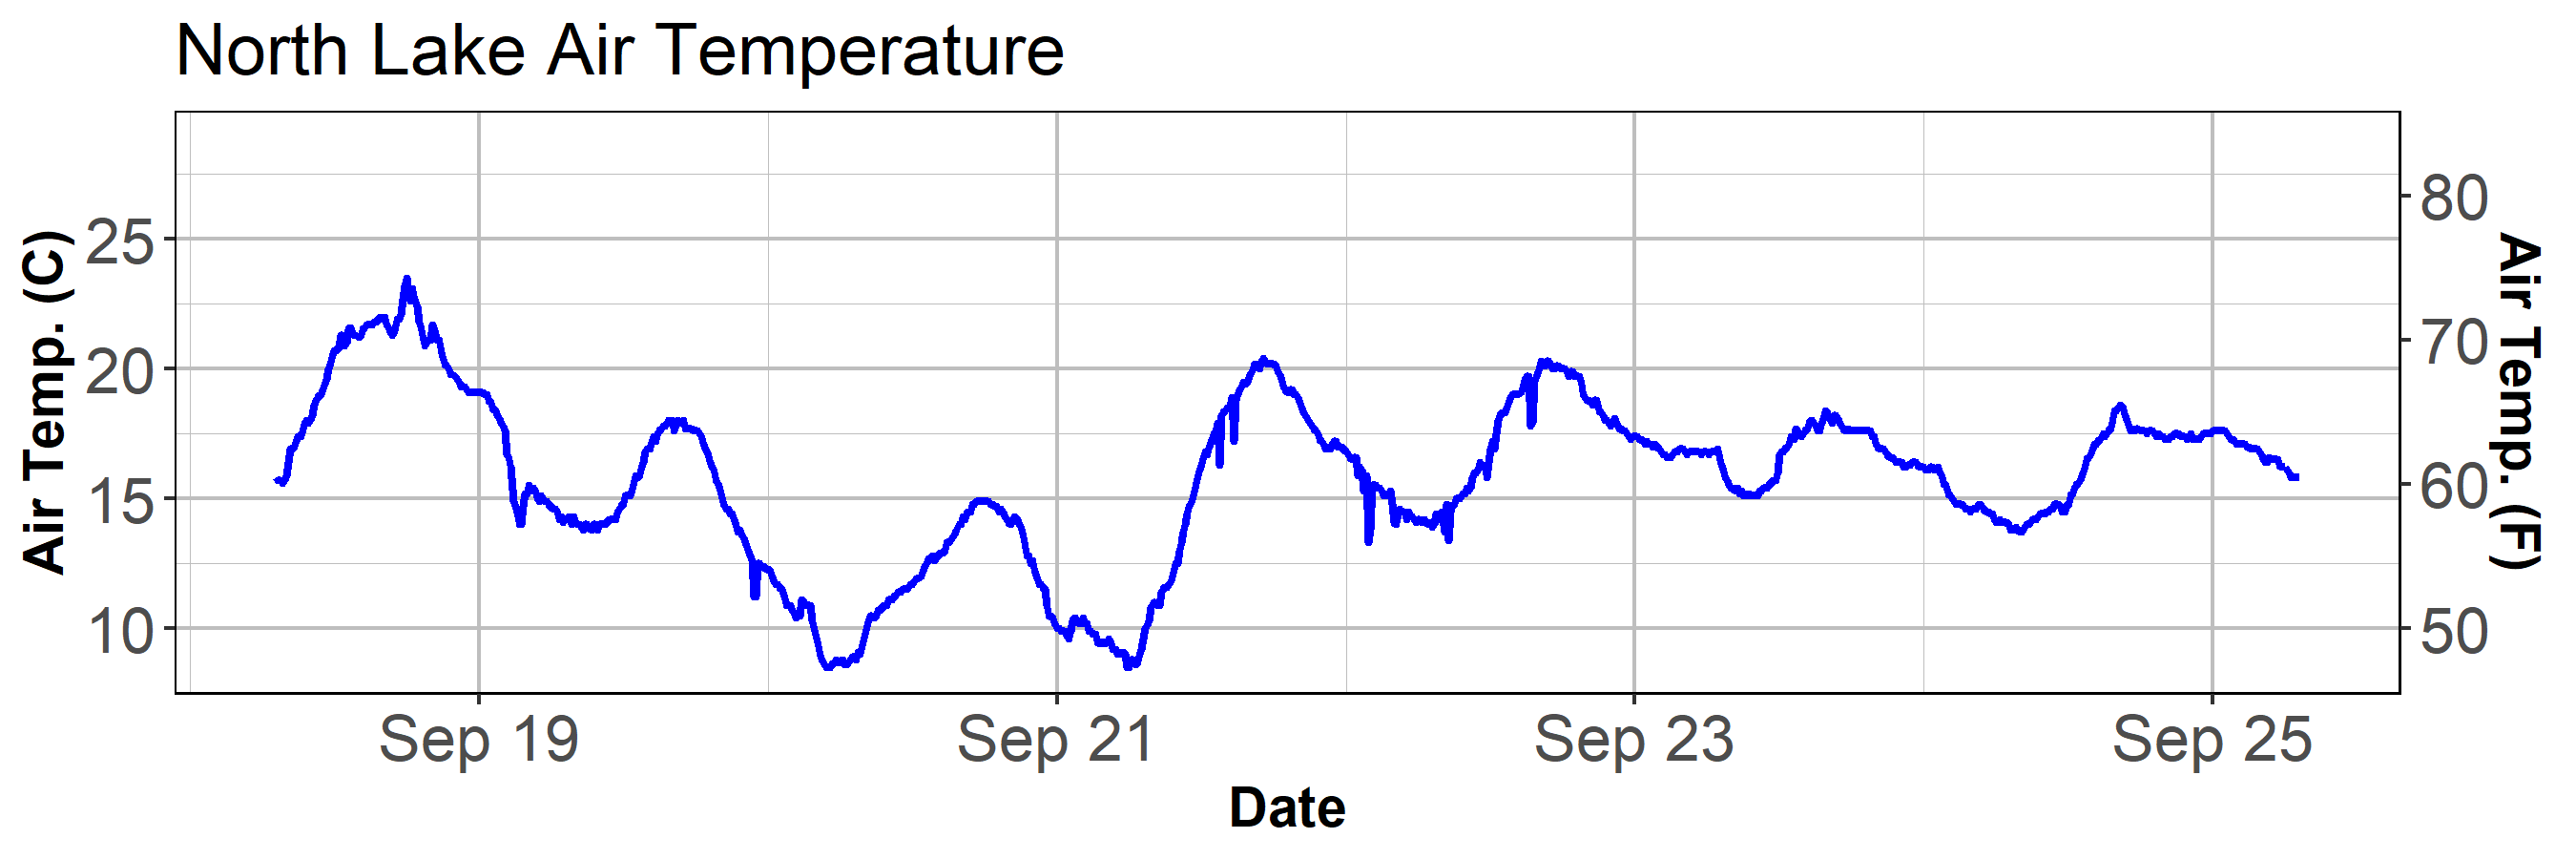 North Lake Air Temperature
Air Temp. (C)
25
20
15
10
80
70
60
50
Air Temp. (F)
Sep 19
Sep 21
Sep 23
Sep 25
Date